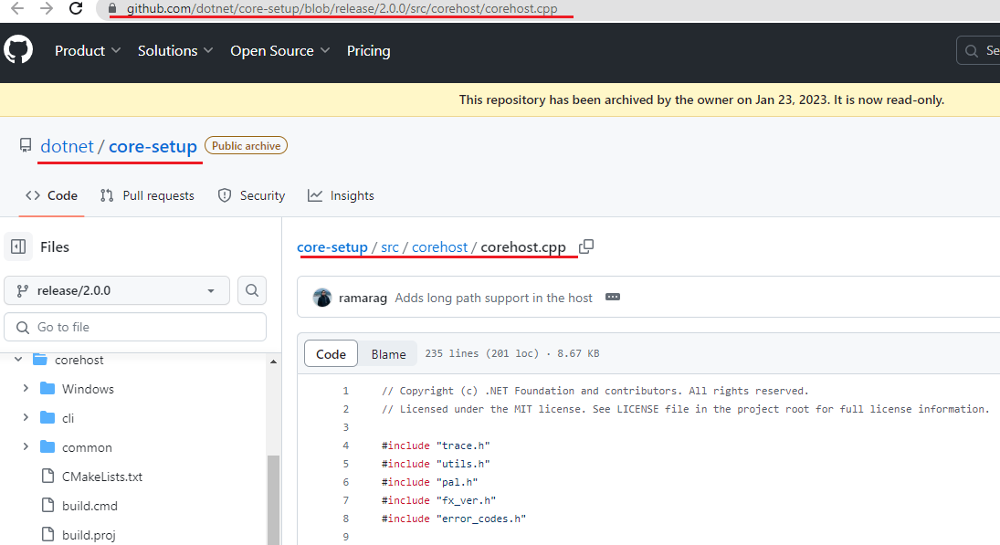 github.com/dotnet/core-setup/blob/release/2.0.0/src/corehost/corehost.cpp
Product Solutions Open Source Pricing Se
This repository has been archived by the owner on Jan 23, 2023. It is now read-only.
dotnet / core-setup Public archive
Code Pull requests Security Insights
Files
core-setup / src / corehost / corehost.cpp
release/2.0.0
ramarag Adds long path support in the host
Go to file
Code Blame 235 lines (201 loc) · 8.67 KB
corehost
Windows
cli
common
CMakeLists.txt
build.cmd
build.proj
1 // Copyright (c) .NET Foundation and contributors. All rights reserved.
2 // Licensed under the MIT license. See LICENSE file in the project root for full license information.
3
4 #include "trace.h"
5 #include "utils.h"
6 #include "pal.h"
7 #include "fx_ver.h"
8 #include "error_codes.h"
9